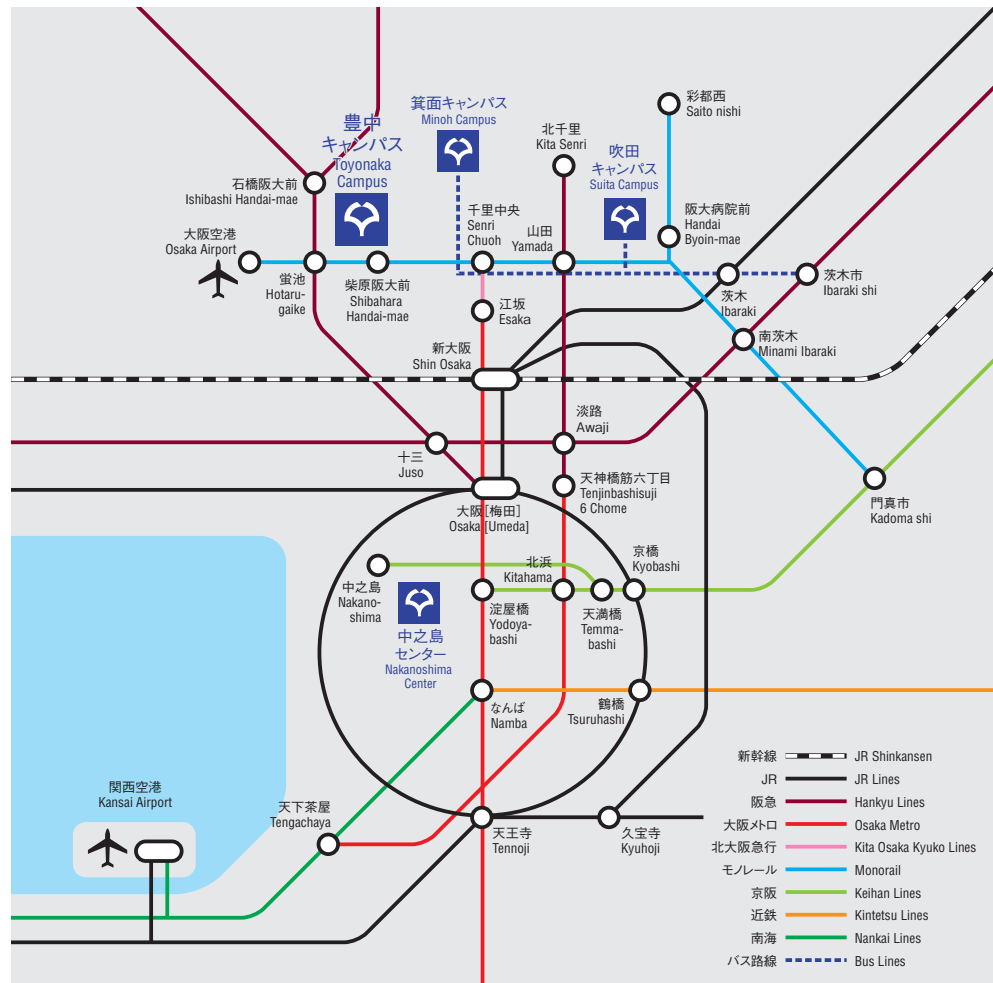 彩都西
Saito nishi
箕面キャンパス
Minoh Campus
豊中
キャンパス
Toyonaka
Campus
北千里
Kita Senri
吹田
キャンパス
Suita Campus
石橋阪大前
Ishibashi Handai-mae
千里中央
Senri
Chuoh
山田
Yamada
阪大病院前
Handai
Byoin-mae
大阪空港
Osaka Airport
蛍池
Hotaru-
gaike
柴原阪大前
Shibahara
Handai-mae
茨木
Ibaraki
茨木市
Ibaraki shi
江坂
Esaka
新大阪
Shin Osaka
南茨木
Minami Ibaraki
淡路
Awaji
十三
Juso
天神橋筋六丁目
Tenjinbashisuji
6 Chome
大阪[梅田]
Osaka [Umeda]
門真市
Kadoma shi
北浜
Kitahama
京橋
Kyobashi
中之島
Nakano-
shima
淀屋橋
Yodoya-
bashi
天満橋
Temma-
bashi
中之島
センター
Nakanoshima
Center
なんば
Namba
鶴橋
Tsuruhashi
関西空港
Kansai Airport
天下茶屋
Tengachaya
天王寺
Tennoji
久宝寺
Kyuhoji
新幹線 JR Shinkansen
JR JR Lines
阪急 Hankyu Lines
大阪メトロ Osaka Metro
北大阪急行 Kita Osaka Kyuko Lines
モノレール Monorail
京阪 Keihan Lines
近鉄 Kintetsu Lines
南海 Nankai Lines
バス路線 Bus Lines